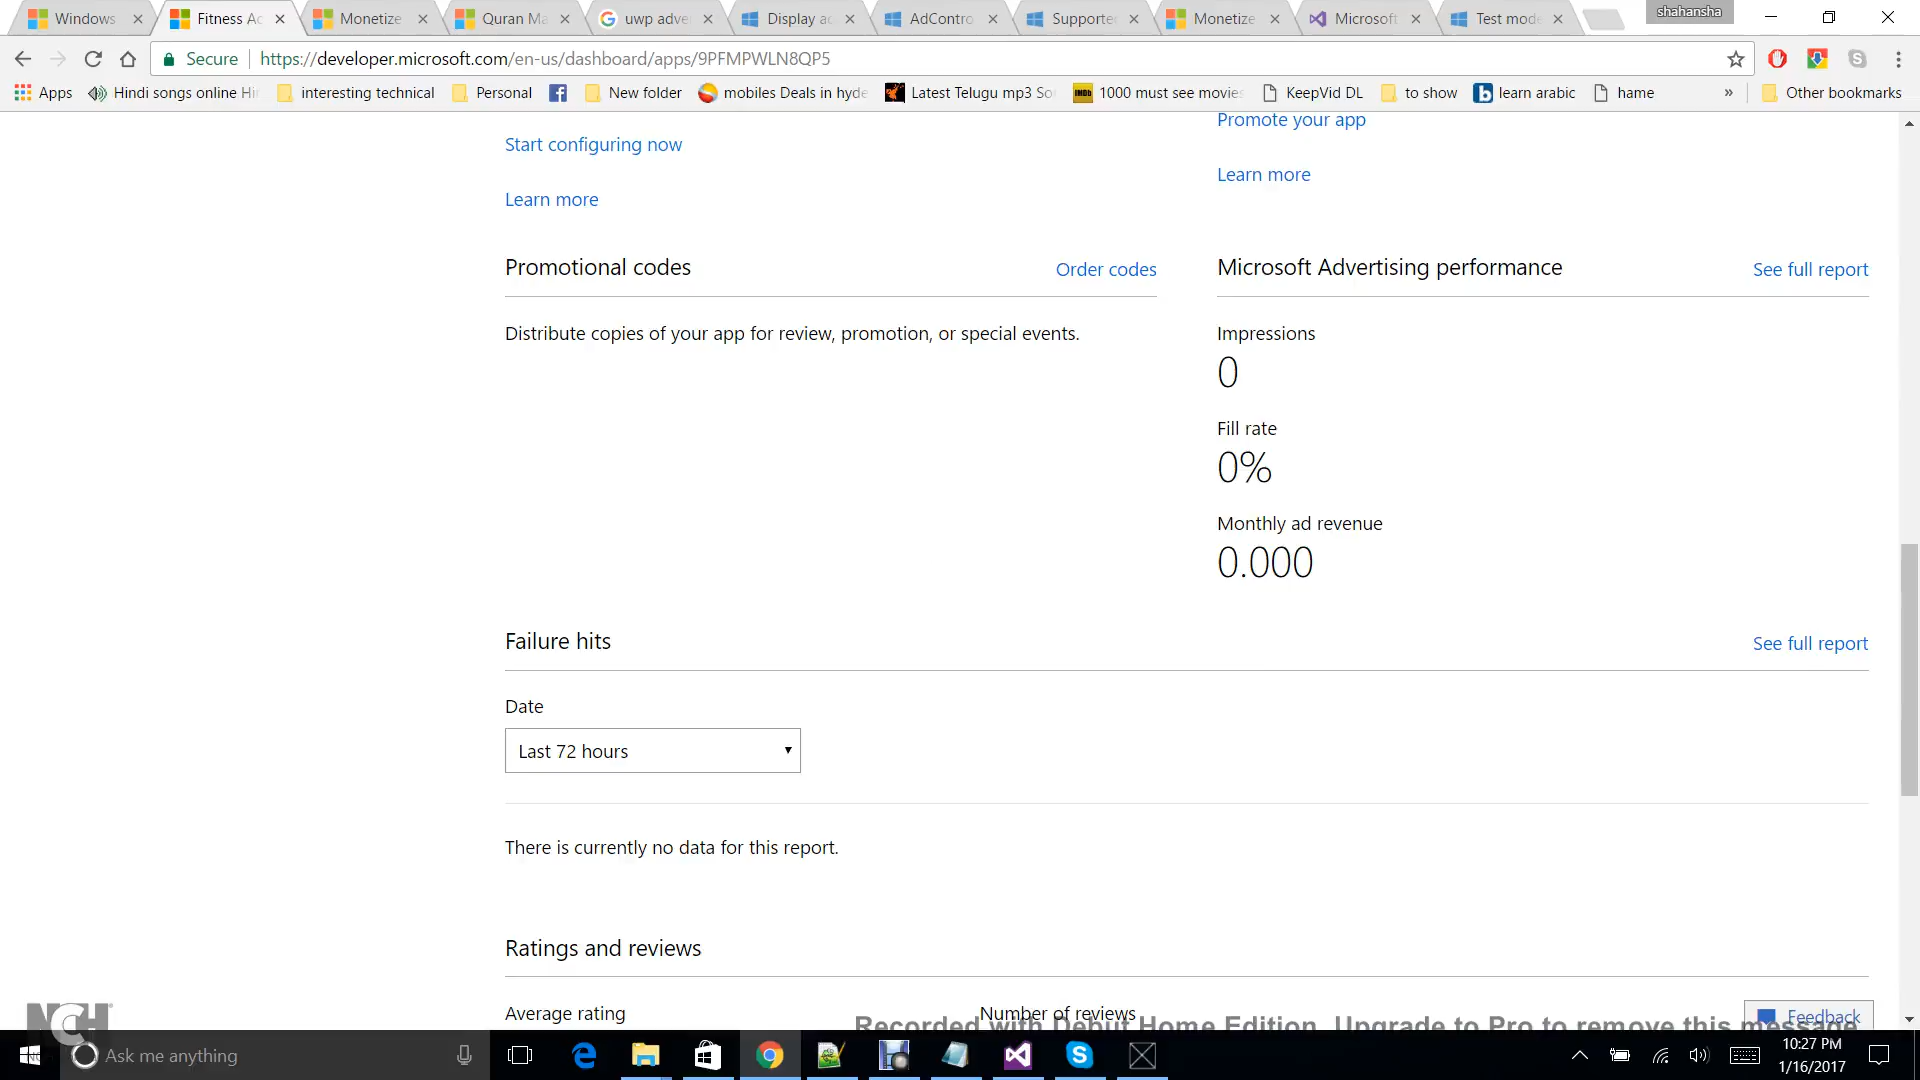 Windows
Fitness Ac
Monetize
Quran Ma
uwp adve
Display ac
AdContro
Supporte
Monetize
Microsoft
Test mode
shahansha
Secure https://developer.microsoft.com/en-us/dashboard/apps/9PFMPWLN8QP5
Apps Hindi songs online Hi interesting technical Personal New folder mobiles Deals in hyde Latest Telugu mp3 So 1000 must see movies KeepVid DL to show learn arabic hame » Other bookmarks
Promote your app
Start configuring now
Learn more
Learn more
Promotional codes Order codes
Microsoft Advertising performance See full report
Distribute copies of your app for review, promotion, or special events.
Impressions
0
Fill rate
0%
Monthly ad revenue
0.000
Failure hits See full report
Date
Last 72 hours
There is currently no data for this report.
Ratings and reviews
Average rating Number of reviews
Feedback
NCH
Recorded with Debut Home Edition. Upgrade to Pro to remove this message
Ask me anything
10:27 PM
1/16/2017